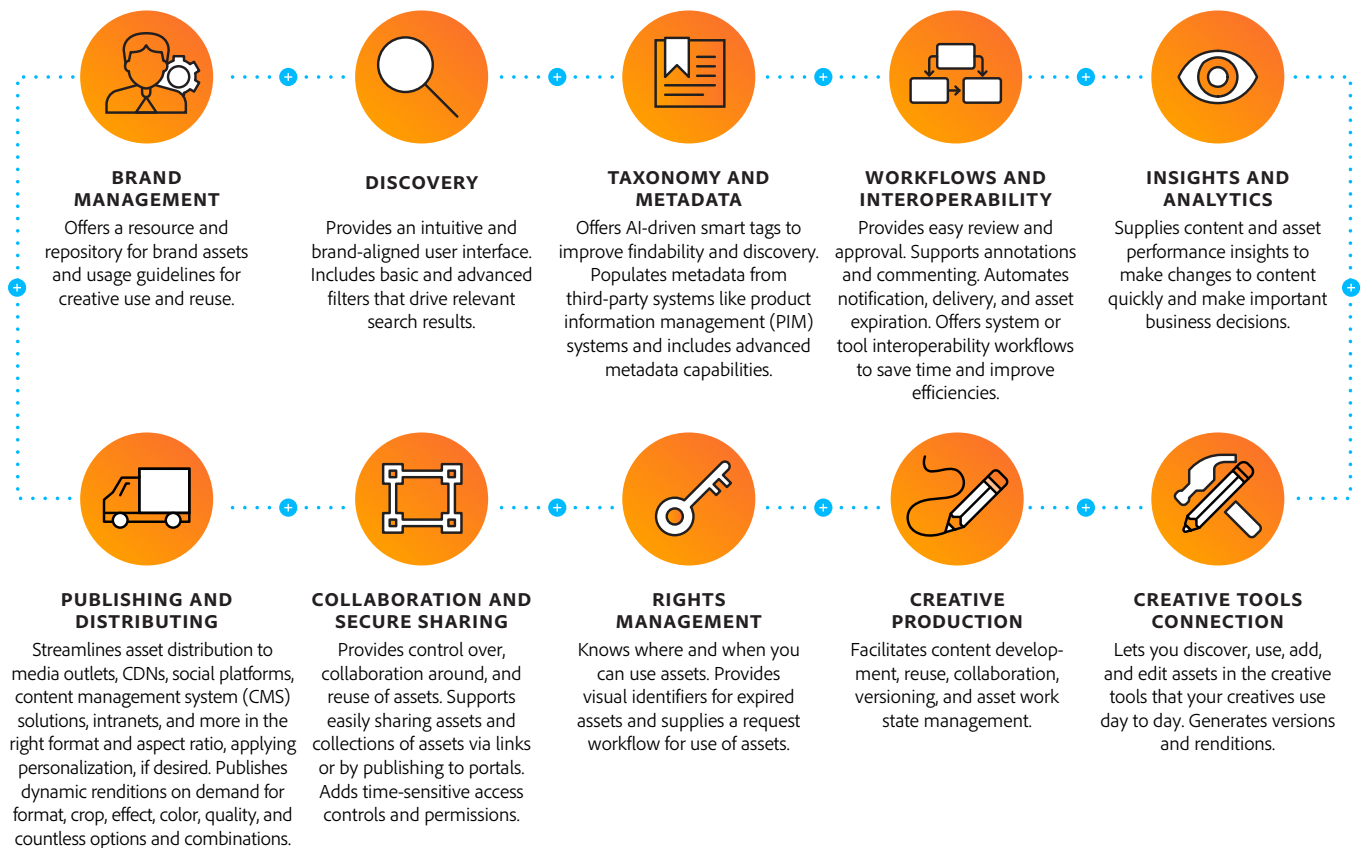 BRAND
MANAGEMENT
Offers a resource and
repository for brand assets
and usage guidelines for
creative use and reuse.
DISCOVERY
Provides an intuitive and
brand-aligned user interface.
Includes basic and advanced
filters that drive relevant
search results.
TAXONOMY AND
METADATA
Offers AI-driven smart tags to
improve findability and discovery.
Populates metadata from
third-party systems like product
information management (PIM)
systems and includes advanced
metadata capabilities.
WORKFLOWS AND
INTEROPERABILITY
Provides easy review and
approval. Supports annotations
and commenting. Automates
notification, delivery, and asset
expiration. Offers system or
tool interoperability workflows
to save time and improve
efficiencies.
INSIGHTS AND
ANALYTICS
Supplies content and asset
performance insights to
make changes to content
quickly and make important
business decisions.
PUBLISHING AND
DISTRIBUTING
Streamlines asset distribution to
media outlets, CDNs, social platforms,
content management system (CMS)
solutions, intranets, and more in the
right format and aspect ratio, applying
personalization, if desired. Publishes
dynamic renditions on demand for
format, crop, effect, color, quality, and
countless options and combinations.
COLLABORATION AND
SECURE SHARING
Provides control over,
collaboration around, and
reuse of assets. Supports
easily sharing assets and
collections of assets via links
or by publishing to portals.
Adds time-sensitive access
controls and permissions.
RIGHTS
MANAGEMENT
Knows where and when you
can use assets. Provides
visual identifiers for expired
assets and supplies a request
workflow for use of assets.
CREATIVE
PRODUCTION
Facilitates content develop-
ment, reuse, collaboration,
versioning, and asset work
state management.
CREATIVE TOOLS
CONNECTION
Lets you discover, use, add,
and edit assets in the creative
tools that your creatives use
day to day. Generates versions
and renditions.